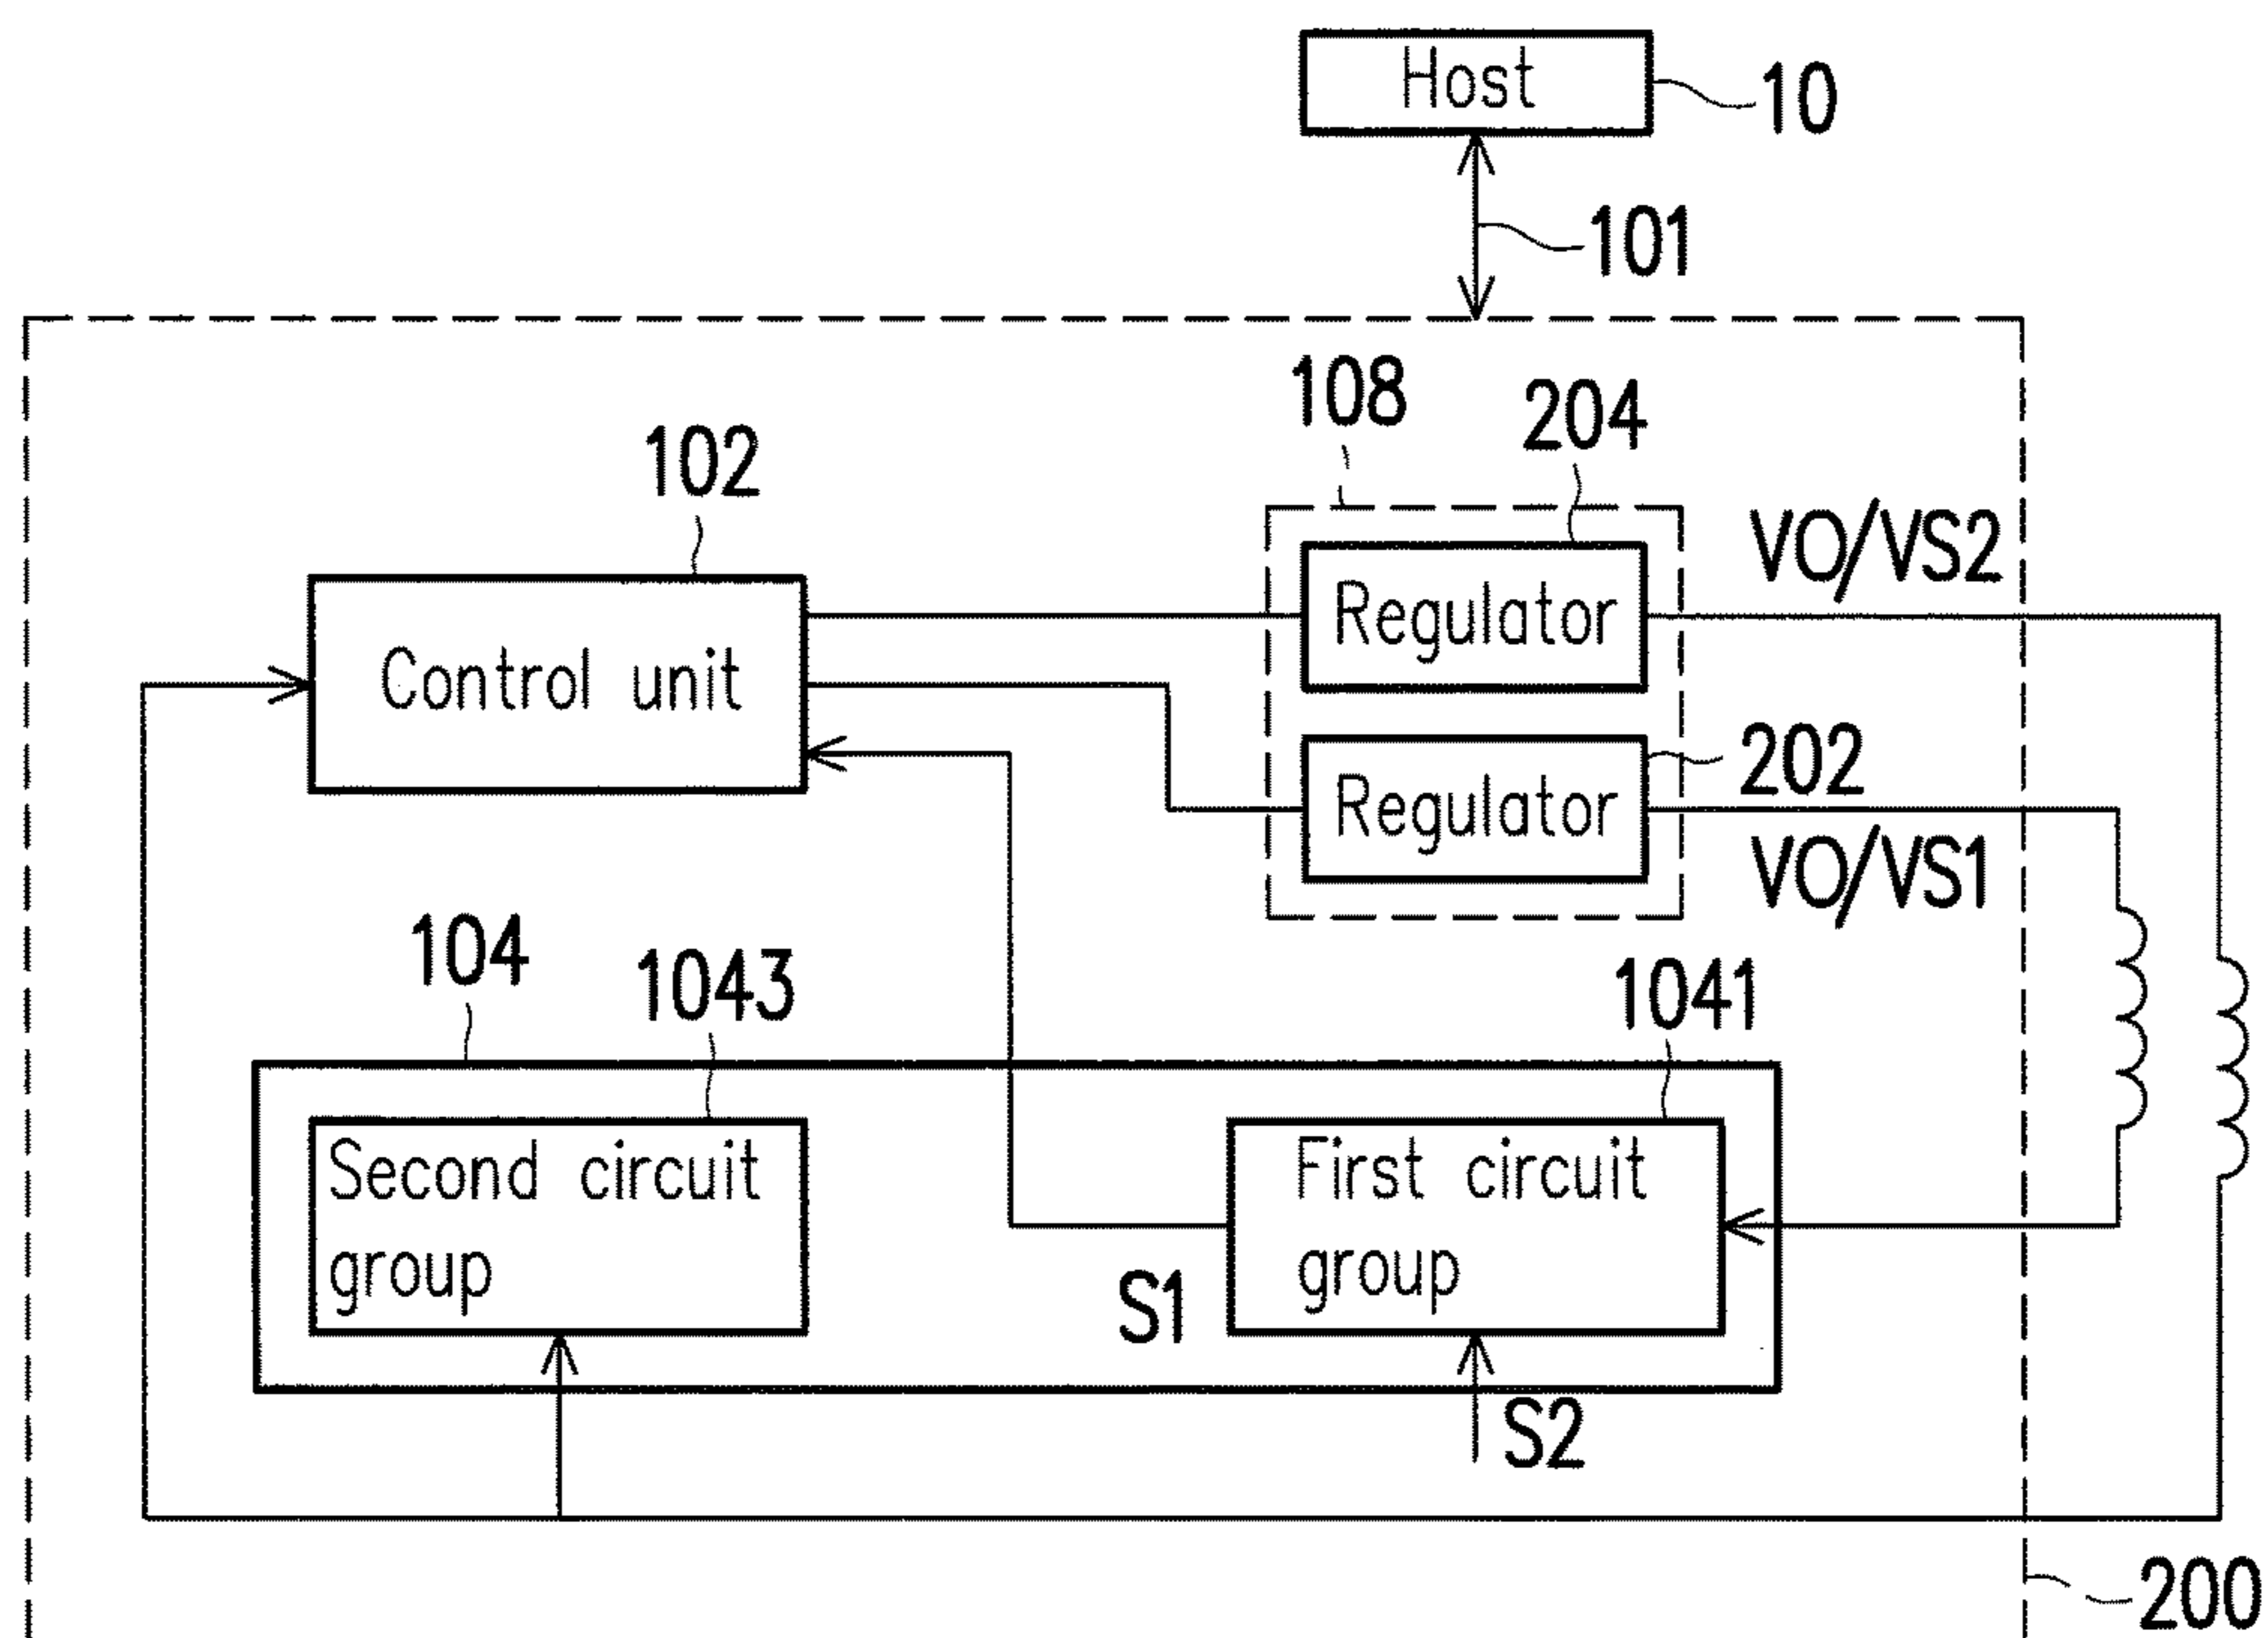 Host
10
101
108
204
102
VO/VS2
Regulator
Control unit
202
Regulator
VO/VS1
104
1043
1041
Second circuit
group
First circuit
group
S1
S2
200